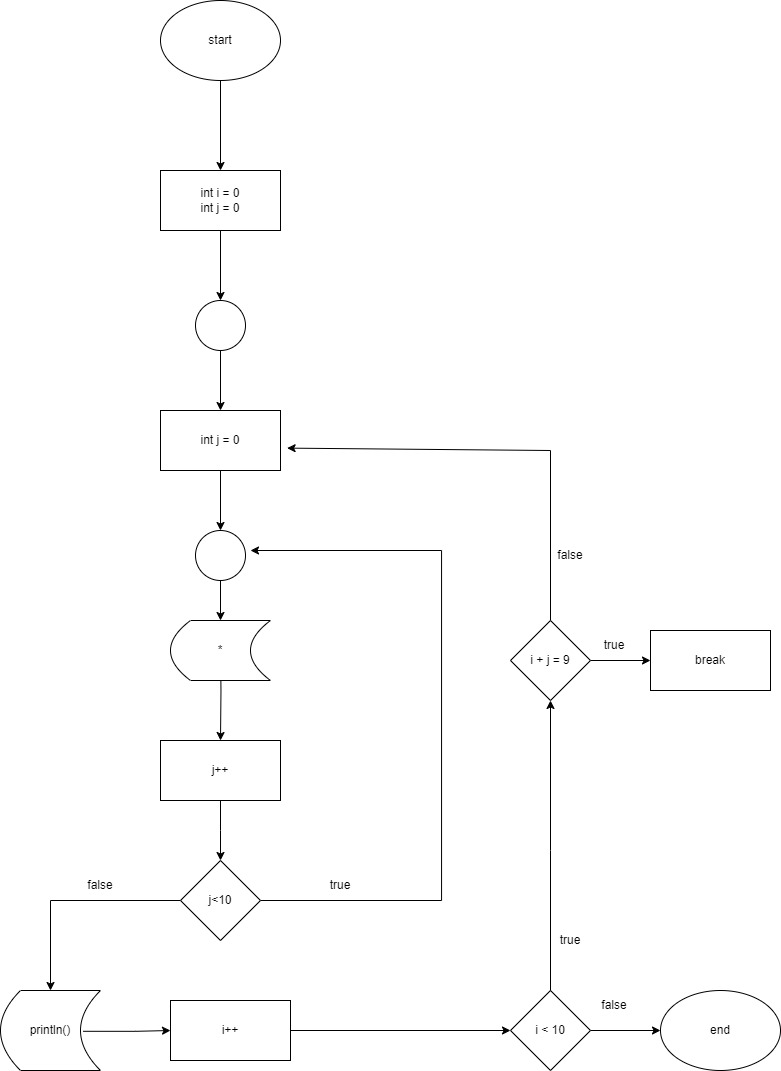 start
int i = 0
int j = 0
int j = 0
false
*
i + j = 9
true
break
j++
false
true
j<10
true
println()
i++
i < 10
false
end